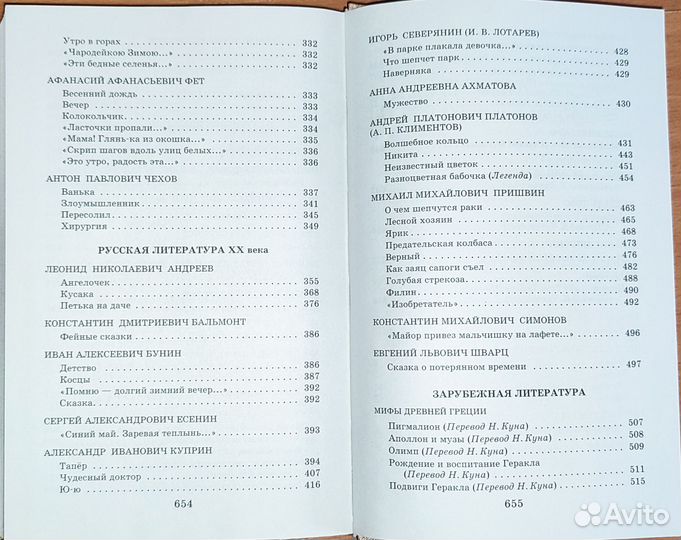 Утро в горах 332
«Чародейкою Зимою...» 332
«Эти бедные селенья...» 332
АФАНАСИЙ АФАНАСЬЕВИЧ ФЕТ
Весенний дождь 333
Вечер 333
Колокольчик 334
«Ласточки пропали...» 334
«Мама! Глянь-ка из окошка...» 335
«Скрип шагов вдоль улиц белых...» 336
«Это утро, радость эта...» 336
АНТОН ПАВЛОВИЧ ЧЕХОВ
Ванька 337
Злоумышленник 341
Пересолил 345
Хирургия 349
РУССКАЯ ЛИТЕРАТУРА XX века
ЛЕОНИД НИКОЛАЕВИЧ АНДРЕЕВ
Ангелочек 355
Кусака 368
Петька на даче 376
КОНСТАНТИН ДМИТРИЕВИЧ БАЛЬМОНТ
Фейные сказки 386
ИВАН АЛЕКСЕЕВИЧ БУНИН
Детство 386
Косцы 387
«Помню — долгий зимний вечер...» 392
Сказка 392
СЕРГЕЙ АЛЕКСАНДРОВИЧ ЕСЕНИН
«Синий май. Заревая теплынь...» 393
АЛЕКСАНДР ИВАНОВИЧ КУПРИН
Тапёр 394
Чудесный доктор 407
Ю-ю 416
654
ИГОРЬ СЕВЕРЯНИН (И. В. ЛОТАРЕВ)
«В парке плакала девочка...» 428
Что шепчет парк 429
Наверняка 429
АННА АНДРЕЕВНА АХМАТОВА
Мужество 430
АНДРЕЙ ПЛАТОНОВИЧ ПЛАТОНОВ
(А. П. КЛИМЕНТОВ)
Волшебное кольцо 431
Никита 443
Неизвестный цветок 451
Разноцветная бабочка (Легенда) 454
МИХАИЛ МИХАЙЛОВИЧ ПРИШВИН
О чем шепчутся раки 463
Лесной хозяин 465
Ярик 468
Предательская колбаса 473
Верный 476
Как заяц сапоги съел 482
Голубая стрекоза 488
Филин 490
«Изобретатель» 492
КОНСТАНТИН МИХАЙЛОВИЧ СИМОНОВ
«Майор привез мальчишку на лафете...» 496
ЕВГЕНИЙ ЛЬВОВИЧ ШВАРЦ
Сказка о потерянном времени 497
ЗАРУБЕЖНАЯ ЛИТЕРАТУРА
МИФЫ ДРЕВНЕЙ ГРЕЦИИ
Пигмалион (Перевод Н. Куна) 507
Аполлон и музы (Перевод Н. Куна) 508
Олимп (Перевод Н. Куна) 509
Рождение и воспитание Геракла
(Перевод Н. Куна) 511
Подвиги Геракла (Перевод Н. Куна) 515
655
Avito